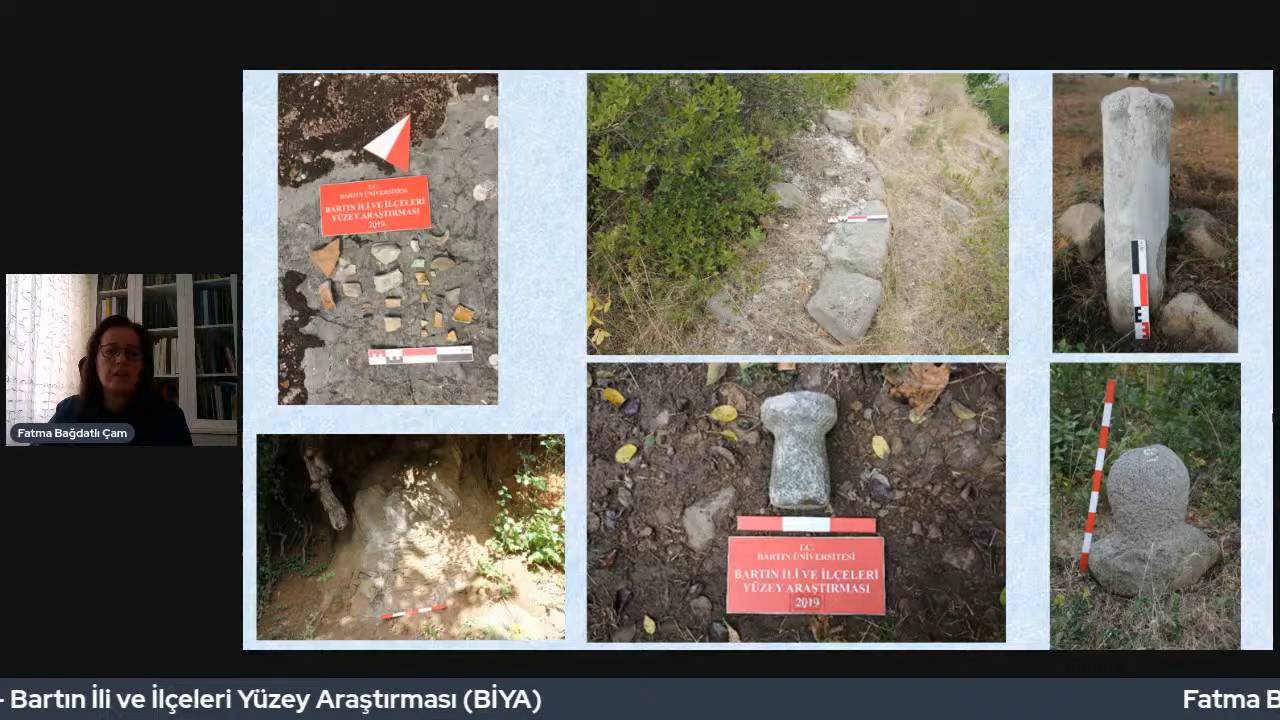 T.C.
BARTIN ÜNİVERSİTESİ
BARTIN İLİ VE İLÇELERİ
YÜZEY ARAŞTIRMASI
2019
Fatma Bağdatlı Çam
T.C.
BARTIN ÜNİVERSİTESİ
BARTIN İLİ VE İLÇELERİ
YÜZEY ARAŞTIRMASI
2019
- Bartın İli ve İlçeleri Yüzey Araştırması (BİYA)
Fatma B